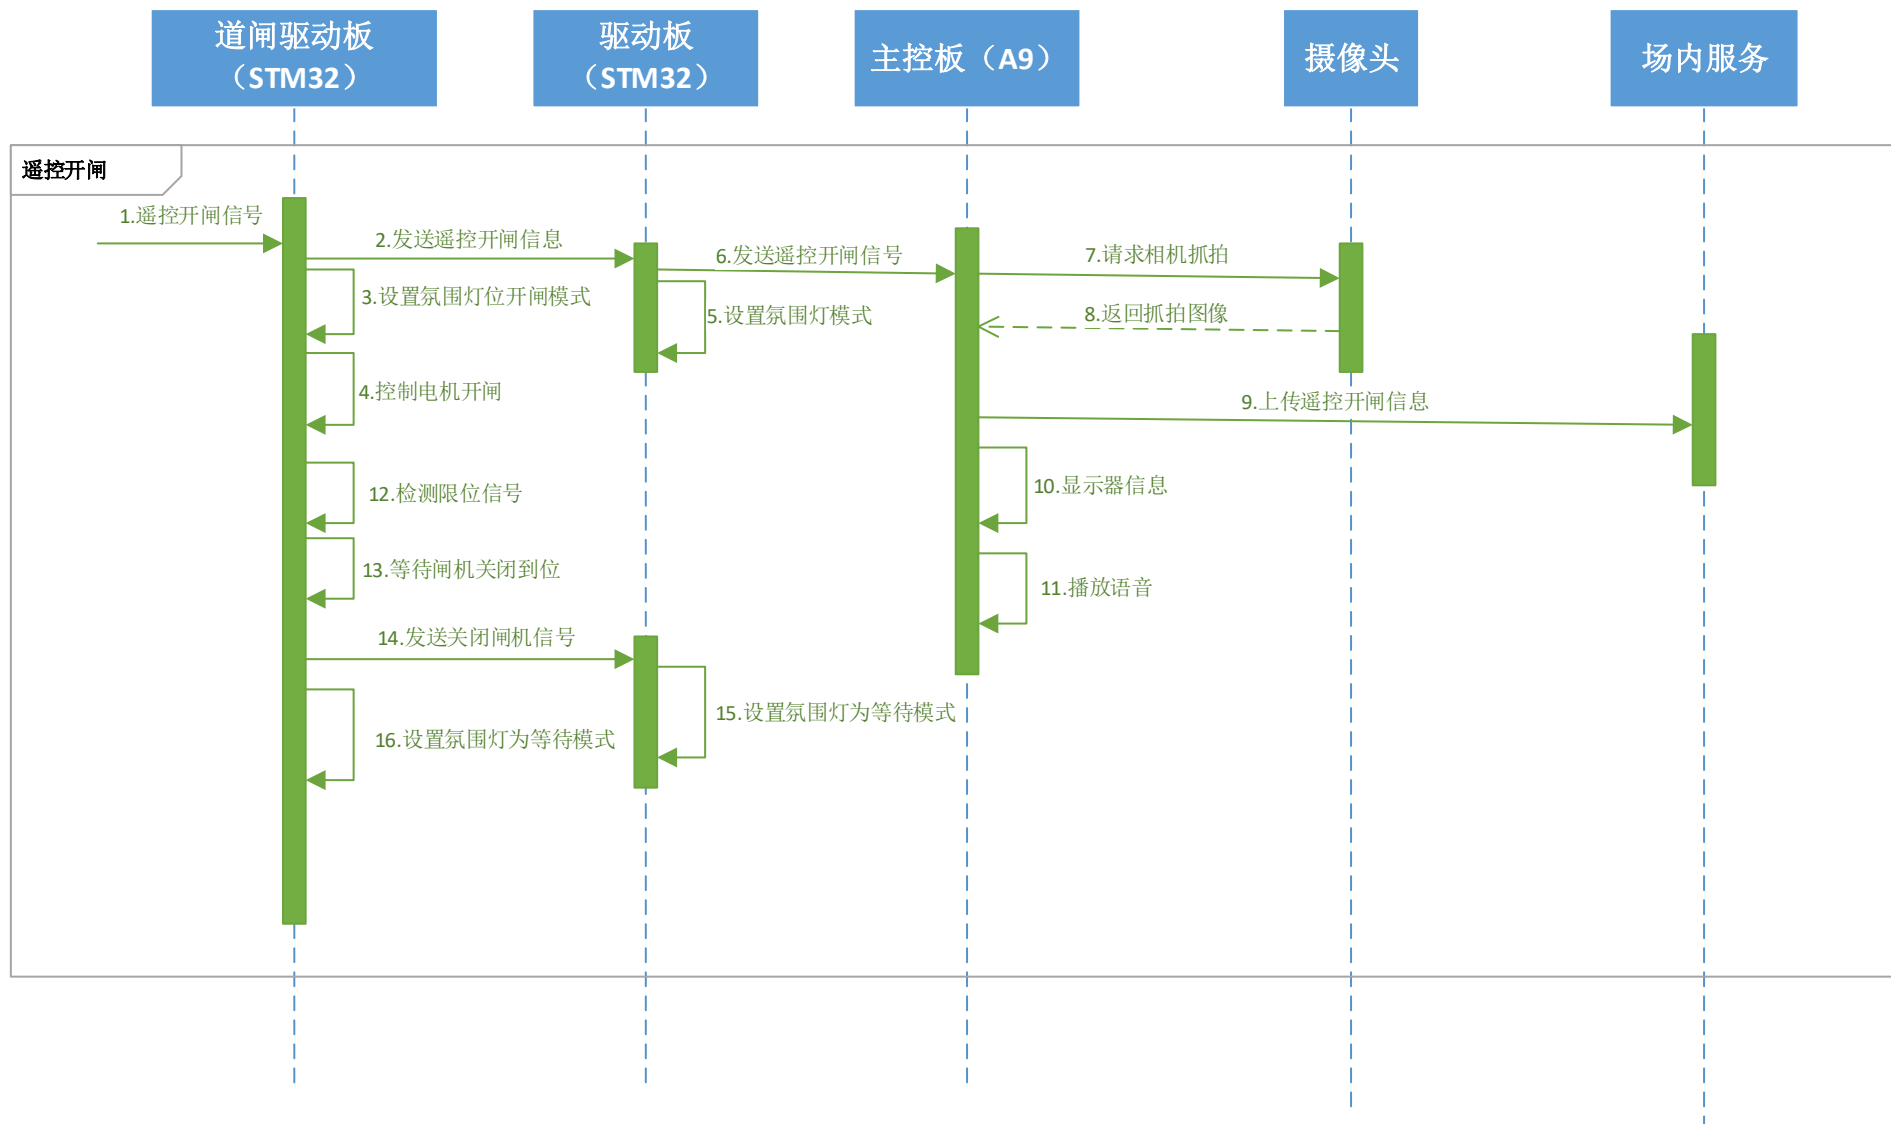 道闸驱动板
（STM32）
驱动板
（STM32）
主控板（A9）
摄像头
场内服务
遥控开闸
1.遥控开闸信号
2.发送遥控开闸信息
3.设置氛围灯位开闸模式
4.控制电机开闸
5.设置氛围灯模式
6.发送遥控开闸信号
7.请求相机抓拍
8.返回抓拍图像
9.上传遥控开闸信息
10.显示器信息
11.播放语音
12.检测限位信号
13.等待闸机关闭到位
14.发送关闭闸机信号
15.设置氛围灯为等待模式
16.设置氛围灯为等待模式